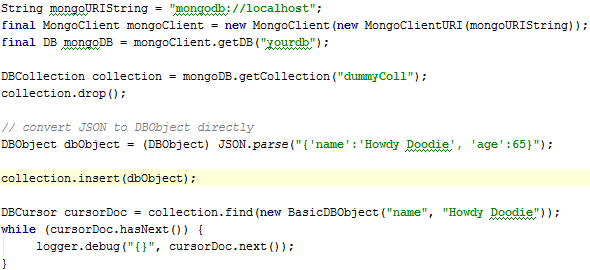 String mongoURIString = "mongodb://localhost";
final MongoClient mongoClient = new MongoClient(new MongoClientURI(mongoURIString));
final DB mongoDB = mongoClient.getDB("yourdb");
DBCollection collection = mongoDB.getCollection("dummyColl");
collection.drop();
// convert JSON to DBObject directly
DBObject dbObject = (DBObject) JSON.parse("{'name':'Howdy Doodie', 'age':65}");
collection.insert(dbObject);
DBCursor cursorDoc = collection.find(new BasicDBObject("name", "Howdy Doodie"));
while (cursorDoc.hasNext()) {
logger.debug("{}", cursorDoc.next());
}